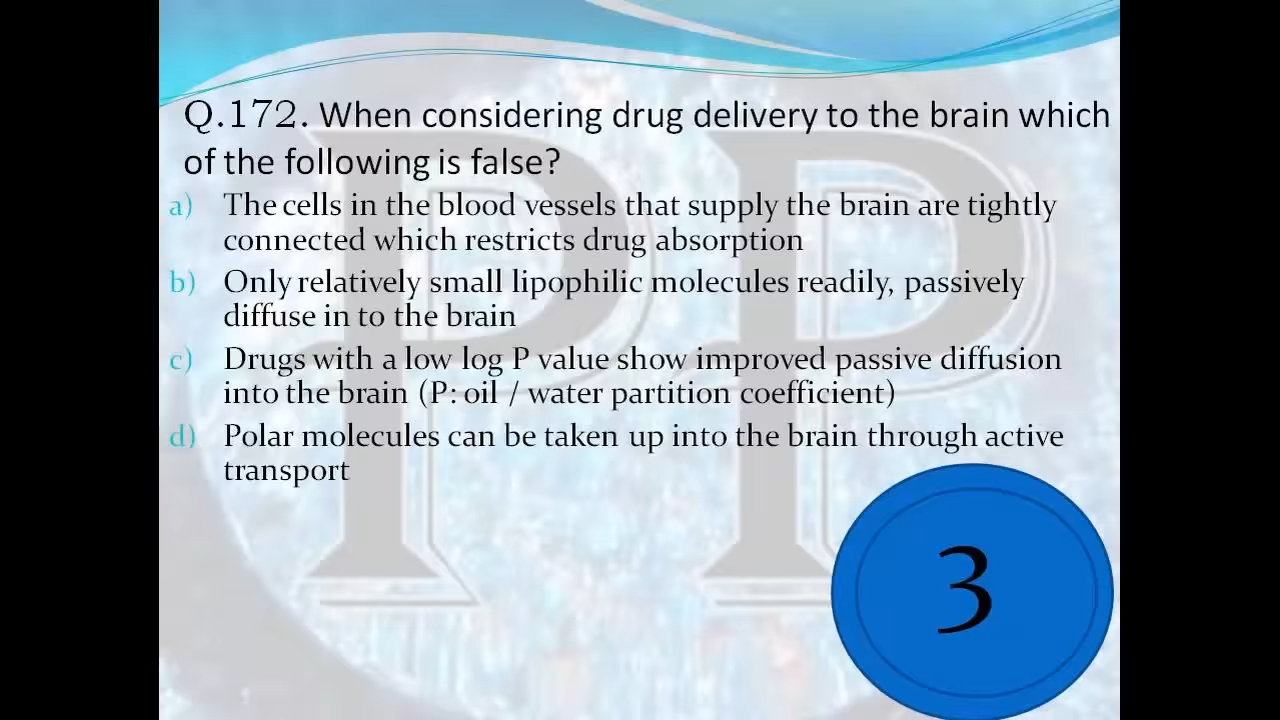 Q.172. When considering drug delivery to the brain which
of the following is false?
a) The cells in the blood vessels that supply the brain are tightly
connected which restricts drug absorption
b) Only relatively small lipophilic molecules readily, passively
diffuse in to the brain
c) Drugs with a low log P value show improved passive diffusion
into the brain (P: oil / water partition coefficient)
d) Polar molecules can be taken up into the brain through active
transport
PP
3